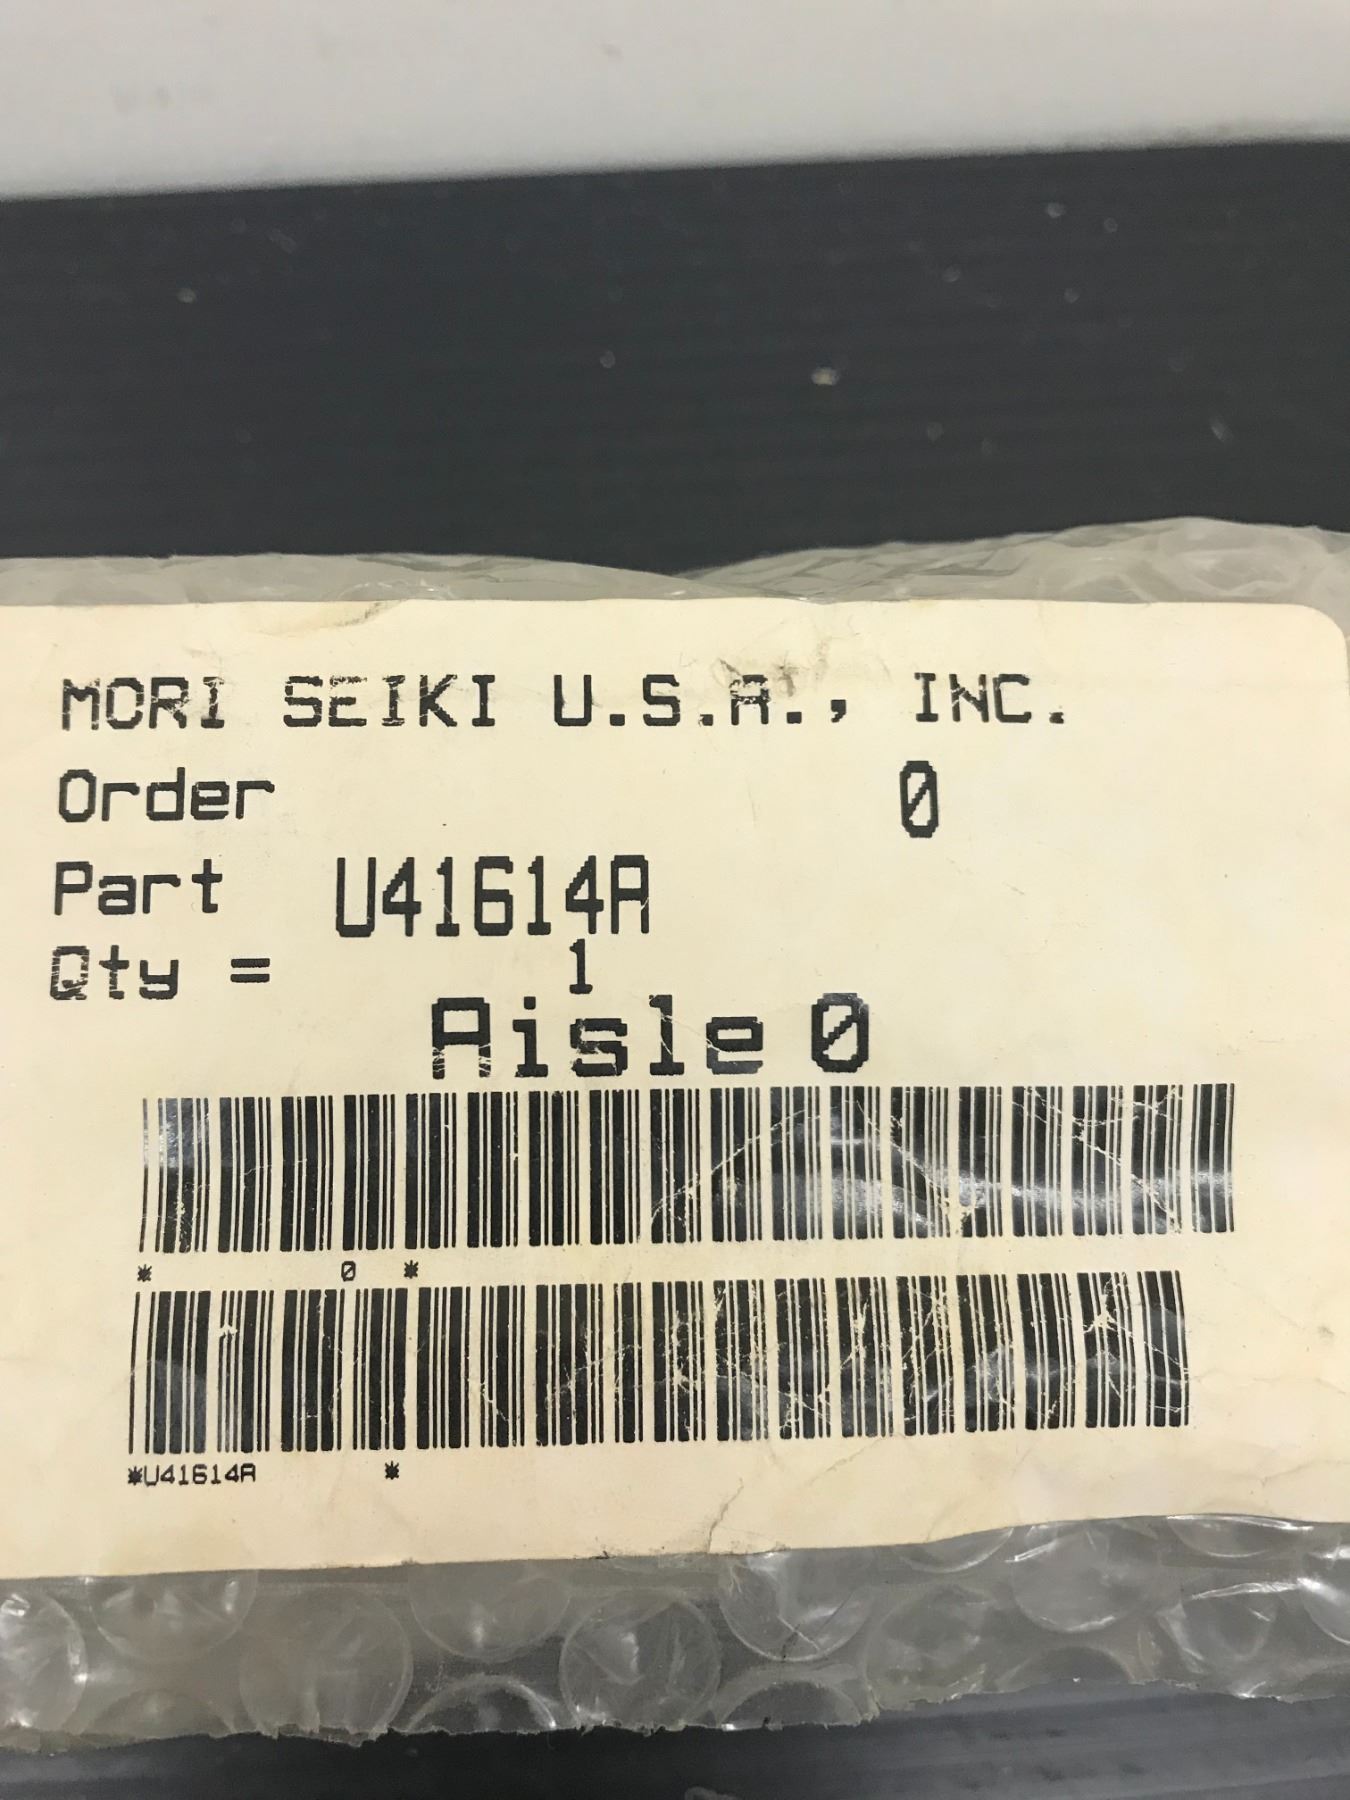 MORI SEIKI U.S.A., INC.
Order 0
Part U41614A
Qty = 1
Aisle 0
* 0 *
*U41614A *